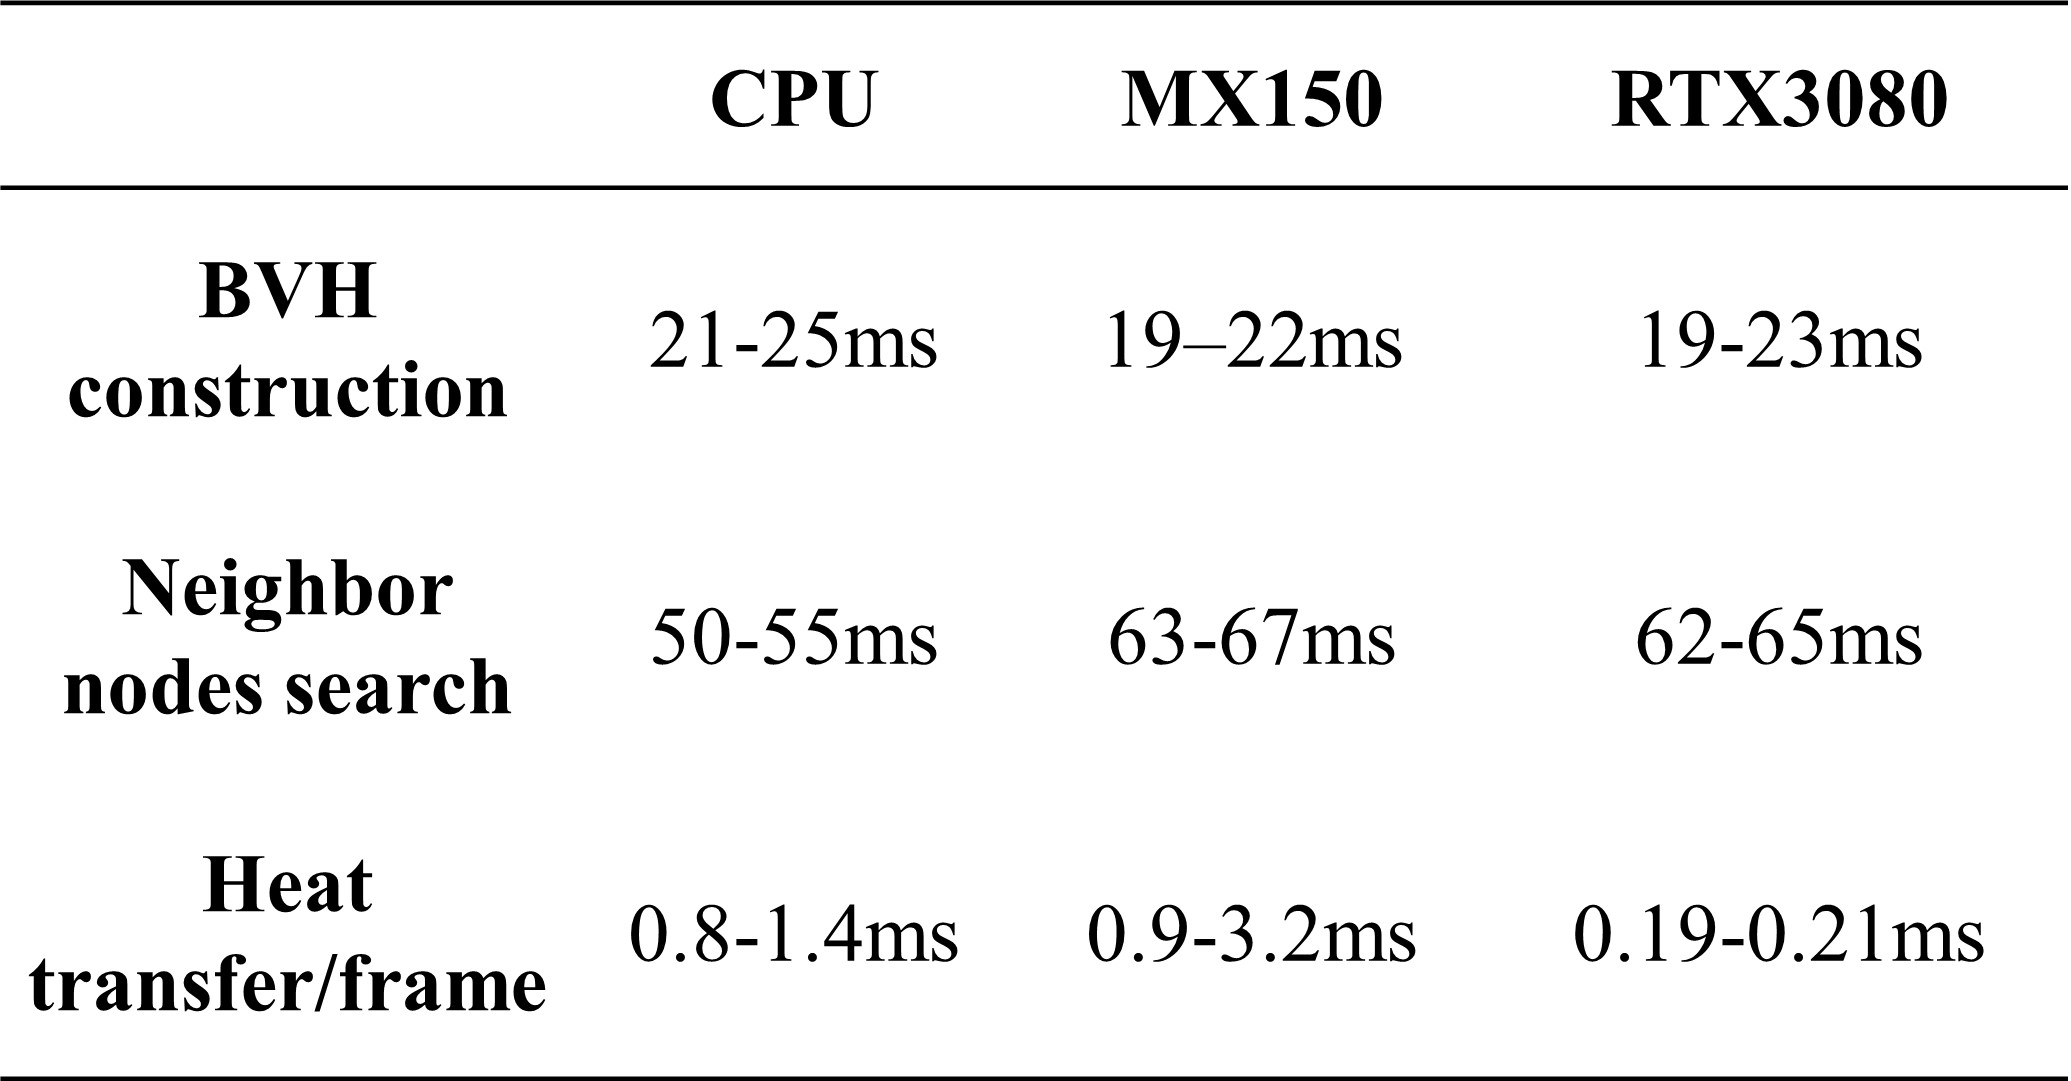 CPU MX150 RTX3080
BVH
construction
21-25ms 19–22ms 19-23ms
Neighbor
nodes search
50-55ms 63-67ms 62-65ms
Heat
transfer/frame
0.8-1.4ms 0.9-3.2ms 0.19-0.21ms